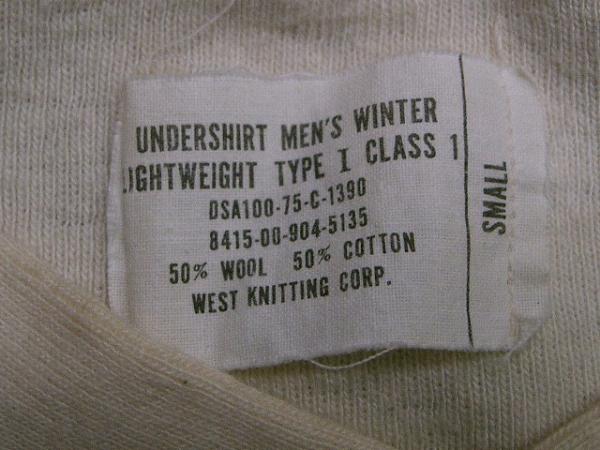 UNDERSHIRT MEN'S WINTER
LIGHTWEIGHT TYPE I CLASS 1
DSA100-75-C-1390
8415-00-904-5135
50% WOOL 50% COTTON
WEST KNITTING CORP.
SMALL